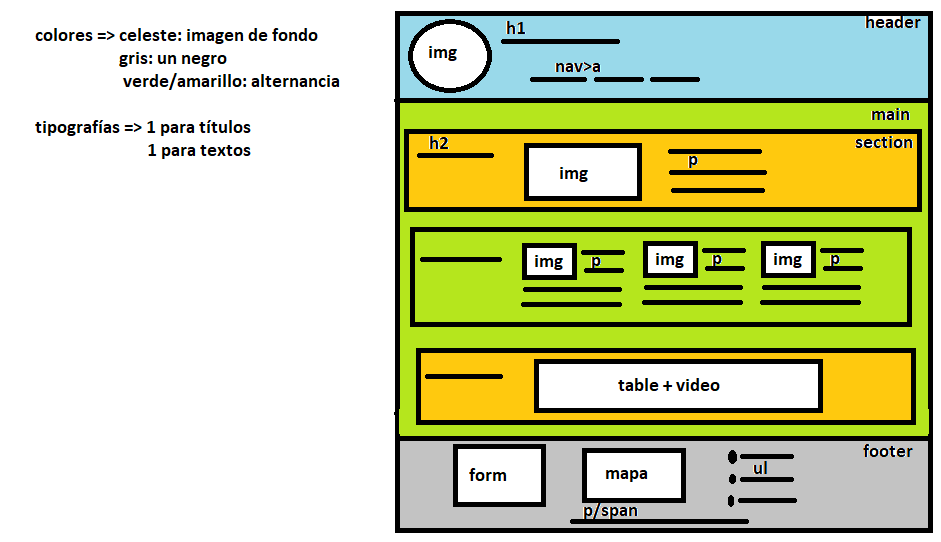 colores => celeste: imagen de fondo
gris: un negro
verde/amarillo: alternancia
tipografías => 1 para títulos
1 para textos
header
h1
img
nav>a
main
section
h2
img
p
img
p
img
p
img
p
table + video
footer
form
mapa
ul
p/span